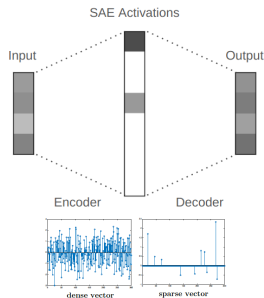 SAE Activations
Input
Output
Encoder
Decoder
dense vector
sparse vector